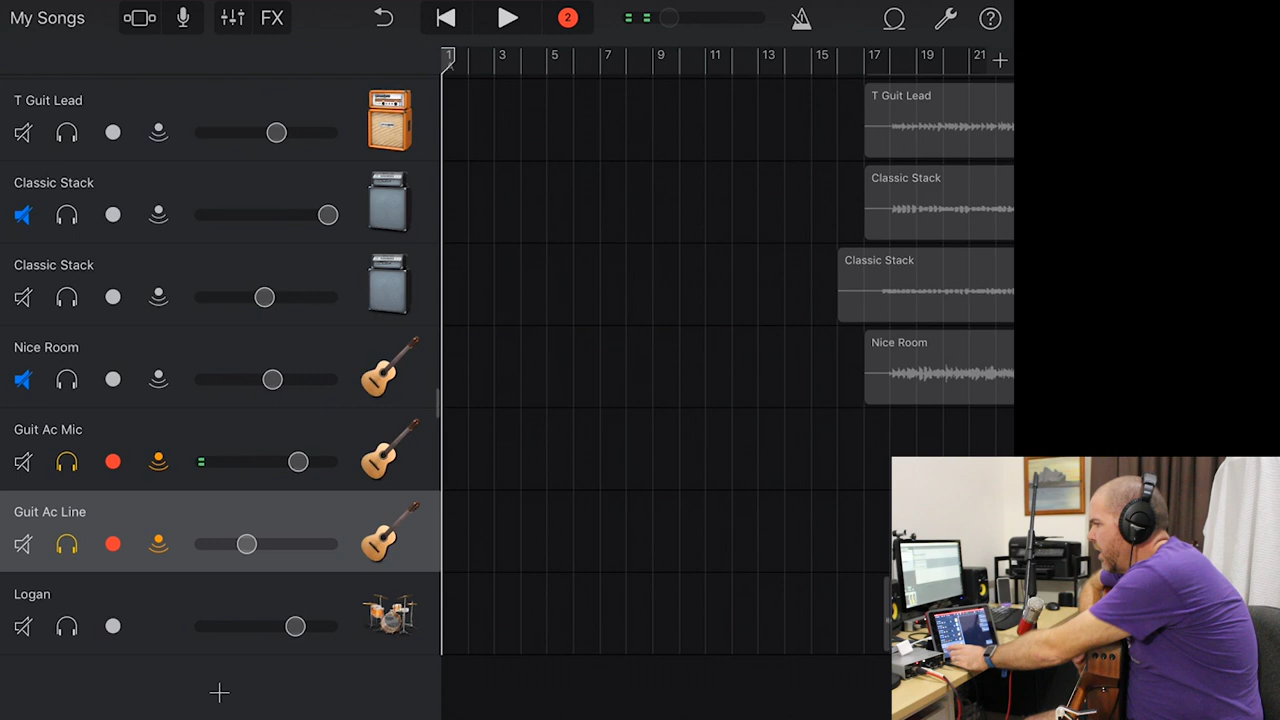 My Songs
FX
2
1 3 5 7 9 11 13 15 17 19 21
T Guit Lead
T Guit Lead
Classic Stack
Classic Stack
Classic Stack
Classic Stack
Nice Room
Nice Room
Guit Ac Mic
Guit Ac Line
Logan